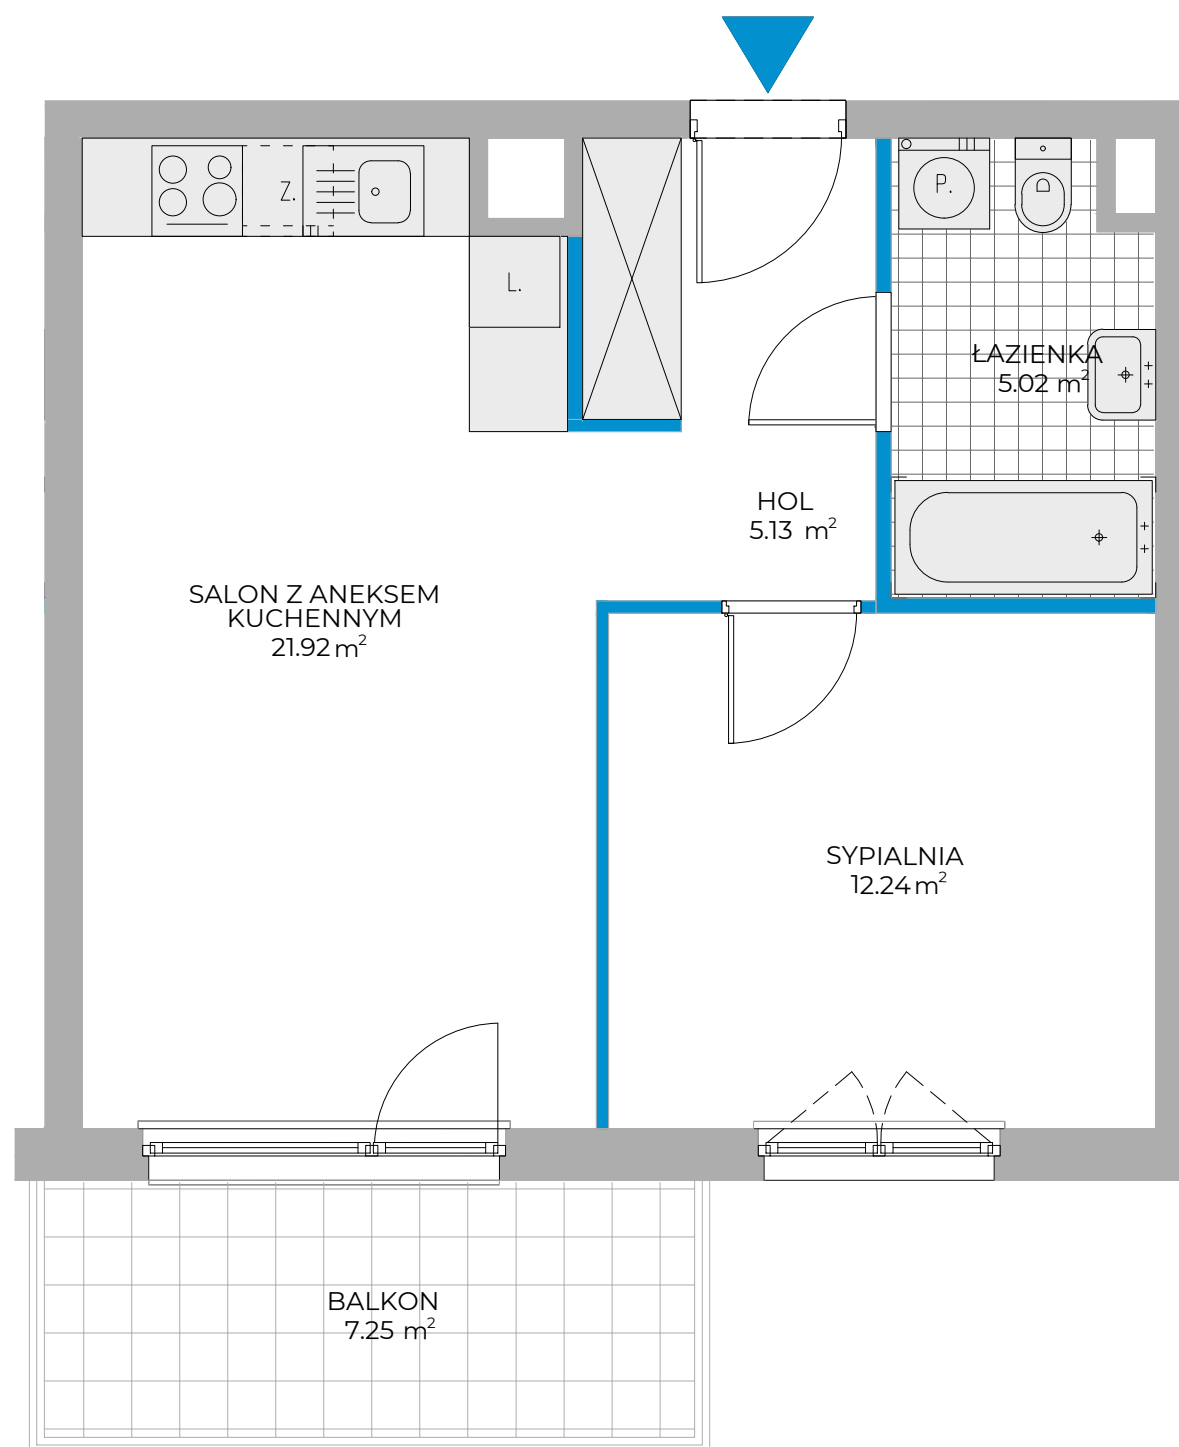 Z.
P.
L.
ŁAZIENKA
5.02 m²
HOL
5.13 m²
SALON Z ANEKSEM
KUCHENNYM
21.92 m²
SYPIALNIA
12.24 m²
BALKON
7.25 m²